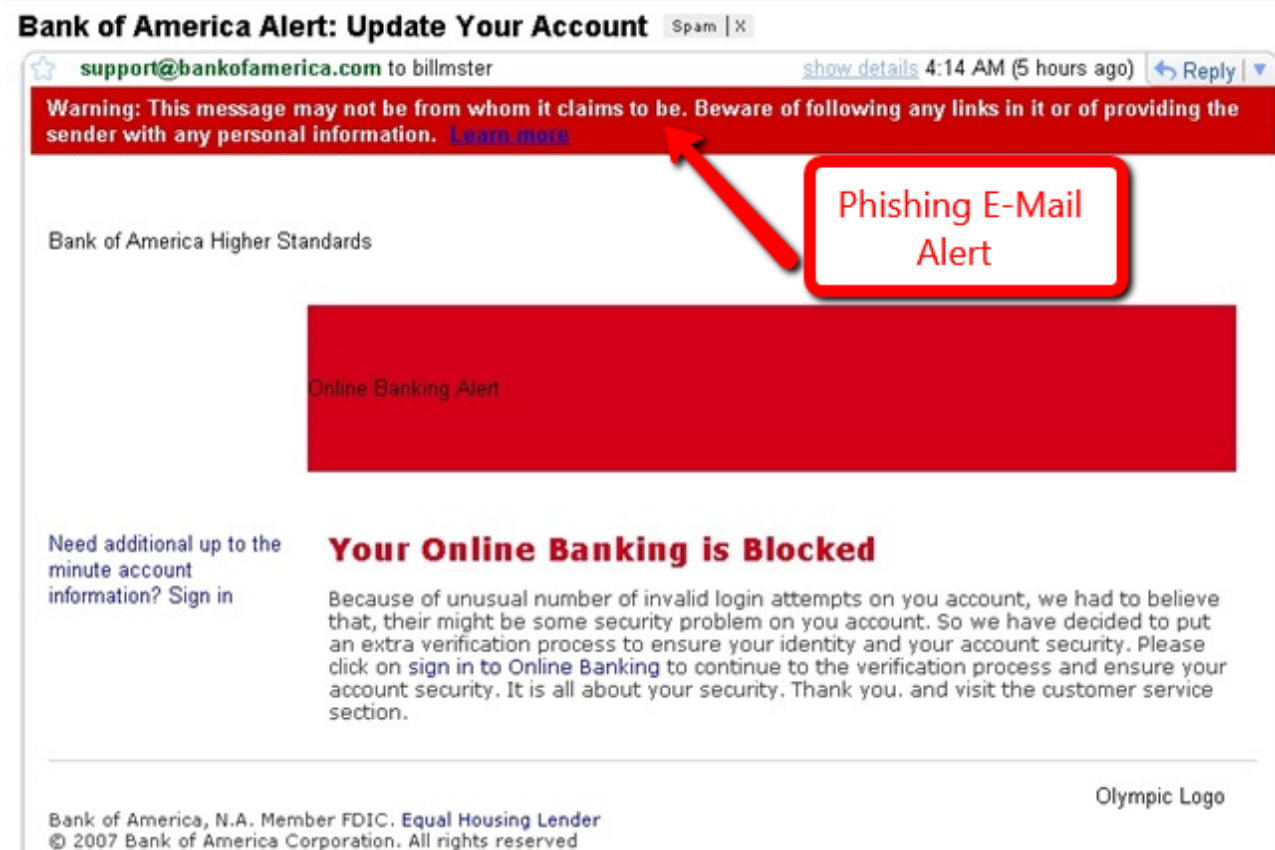 Bank of America Alert: Update Your Account Spam | X
support@bankofamerica.com to billmster show details 4:14 AM (5 hours ago) Reply
Warning: This message may not be from whom it claims to be. Beware of following any links in it or of providing the
sender with any personal information. Learn more
Phishing E-Mail
Alert
Bank of America Higher Standards
Online Banking Alert
Need additional up to the
minute account
information? Sign in
Your Online Banking is Blocked
Because of unusual number of invalid login attempts on you account, we had to believe
that, their might be some security problem on you account. So we have decided to put
an extra verification process to ensure your identity and your account security. Please
click on sign in to Online Banking to continue to the verification process and ensure your
account security. It is all about your security. Thank you. and visit the customer service
section.
Olympic Logo
Bank of America, N.A. Member FDIC. Equal Housing Lender
© 2007 Bank of America Corporation. All rights reserved